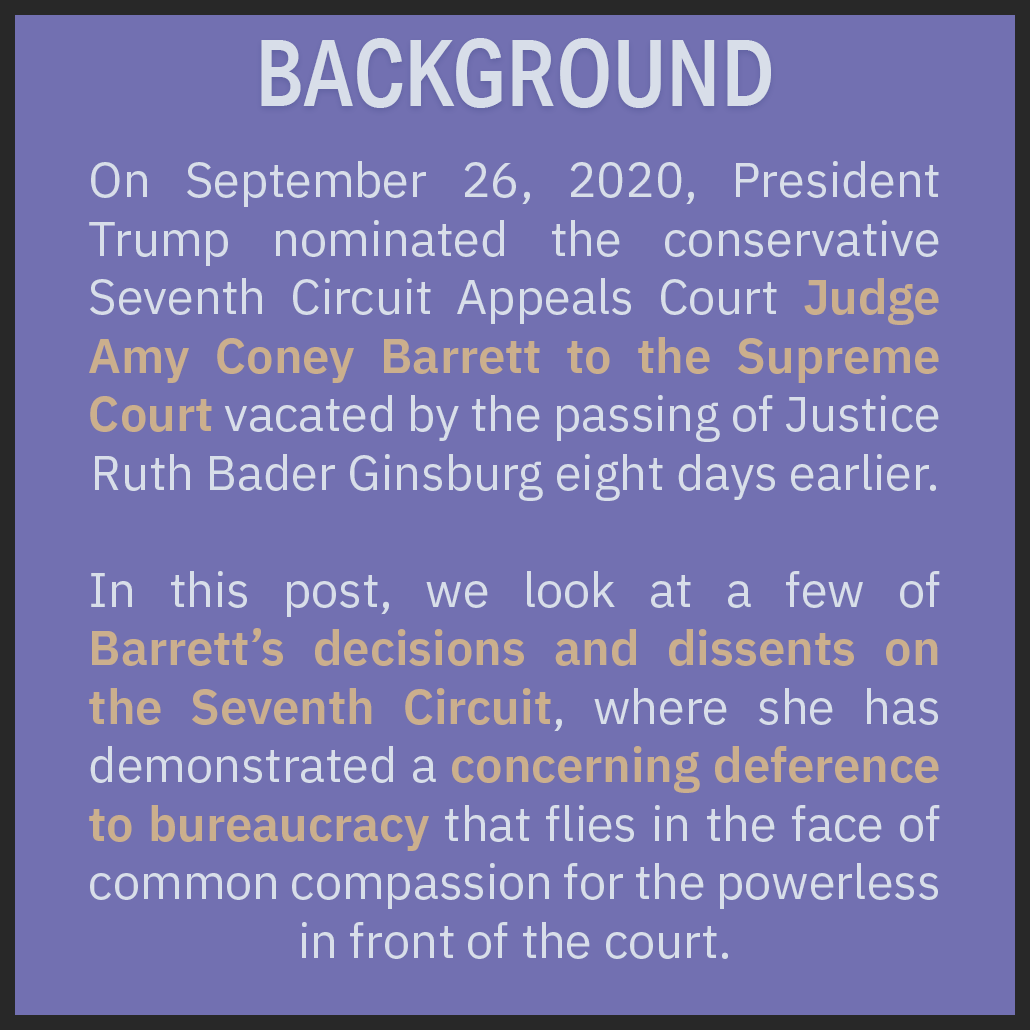 BACKGROUND
On September 26, 2020, President
Trump nominated the conservative
Seventh Circuit Appeals Court Judge
Amy Coney Barrett to the Supreme
Court vacated by the passing of Justice
Ruth Bader Ginsburg eight days earlier.
In this post, we look at a few of
Barrett’s decisions and dissents on
the Seventh Circuit, where she has
demonstrated a concerning deference
to bureaucracy that flies in the face of
common compassion for the powerless
in front of the court.